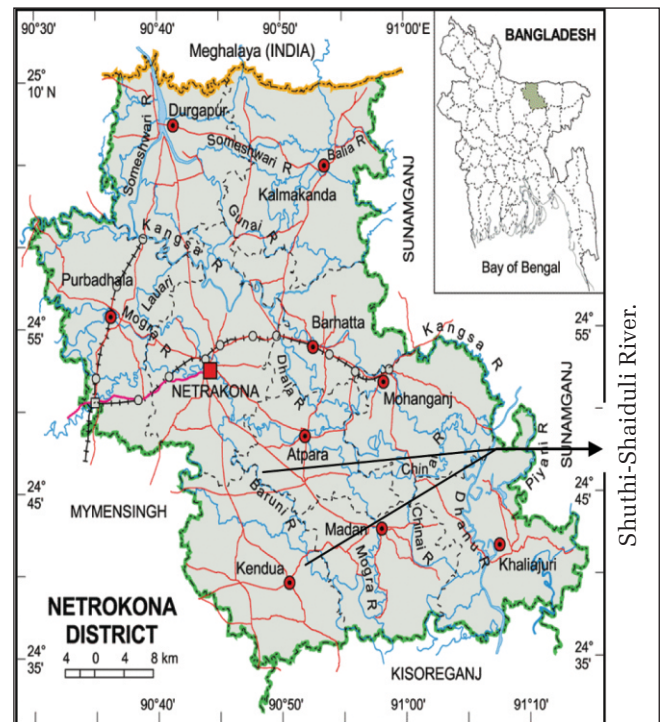 90°30' 90°40' 90°50' 91°00'E
Meghalaya (INDIA)
BANGLADESH
25°
10' N
Durgapur
Someshwari R
Someshwari R
Balia R
Kalmakanda
SUNAMGANJ
Gunai R
Kangsa R
Bay of Bengal
Purbadhala
Lauari
24°
55'
24°
55'
Mogra R
Barhatta
Kangsa R
Dhala R
NETRAKONA
Mohanganj
Atpara
China R
Piyani R
SUNAMGANJ
Shuthi-Shaiduli River.
24°
45'
24°
45'
Baruni R
MYMENSINGH
Madan
Chinai R
Dhanu R
Khaliajuri
Kendua
Mogra R
NETROKONA
DISTRICT
24°
35'
24°
35'
4 0 4 8 km
KISOREGANJ
90°40' 90°50' 91°00' 91°10'